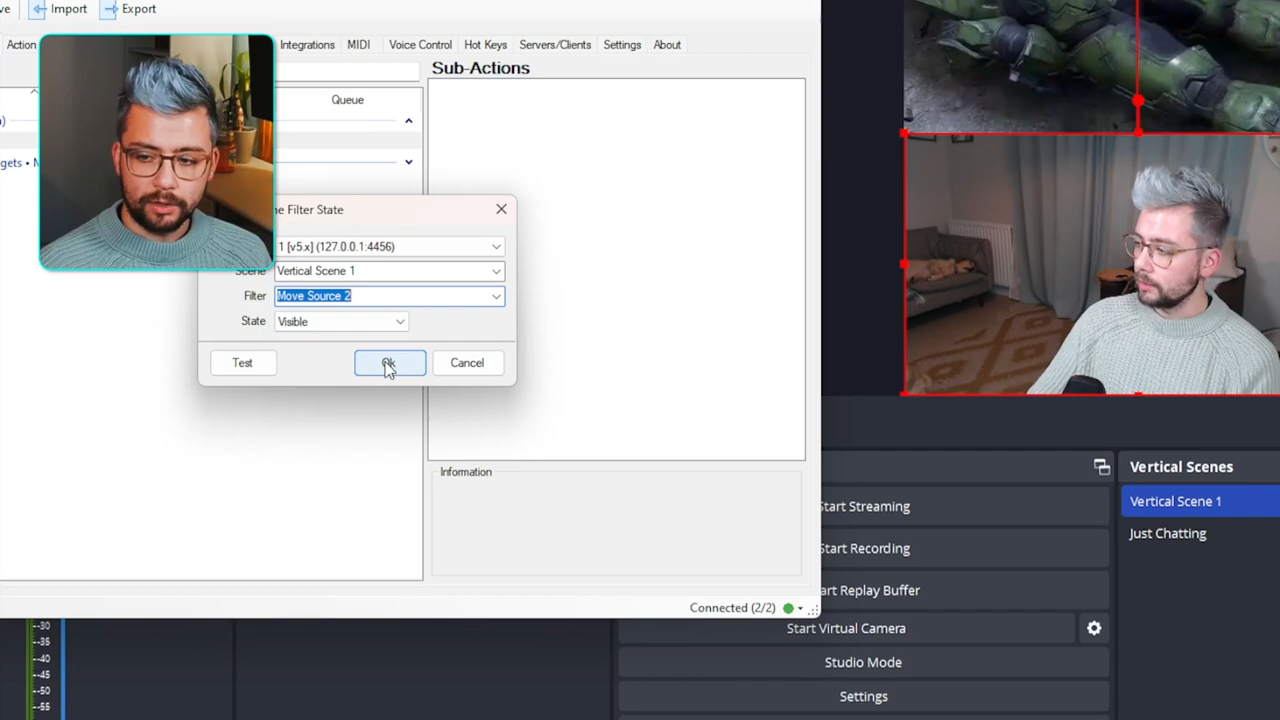 ve Import Export
Action Integrations MIDI Voice Control Hot Keys Servers/Clients Settings About
Sub-Actions
Queue
gets •
e Filter State
1 [v5.x] (127.0.0.1:4456)
Scene Vertical Scene 1
Filter Move Source 2
State Visible
Test Ok Cancel
Information
Connected (2/2)
Vertical Scenes
Vertical Scene 1
Just Chatting
Start Streaming
Start Recording
art Replay Buffer
Start Virtual Camera
Studio Mode
Settings
-30
-35
-40
-45
-50
-55